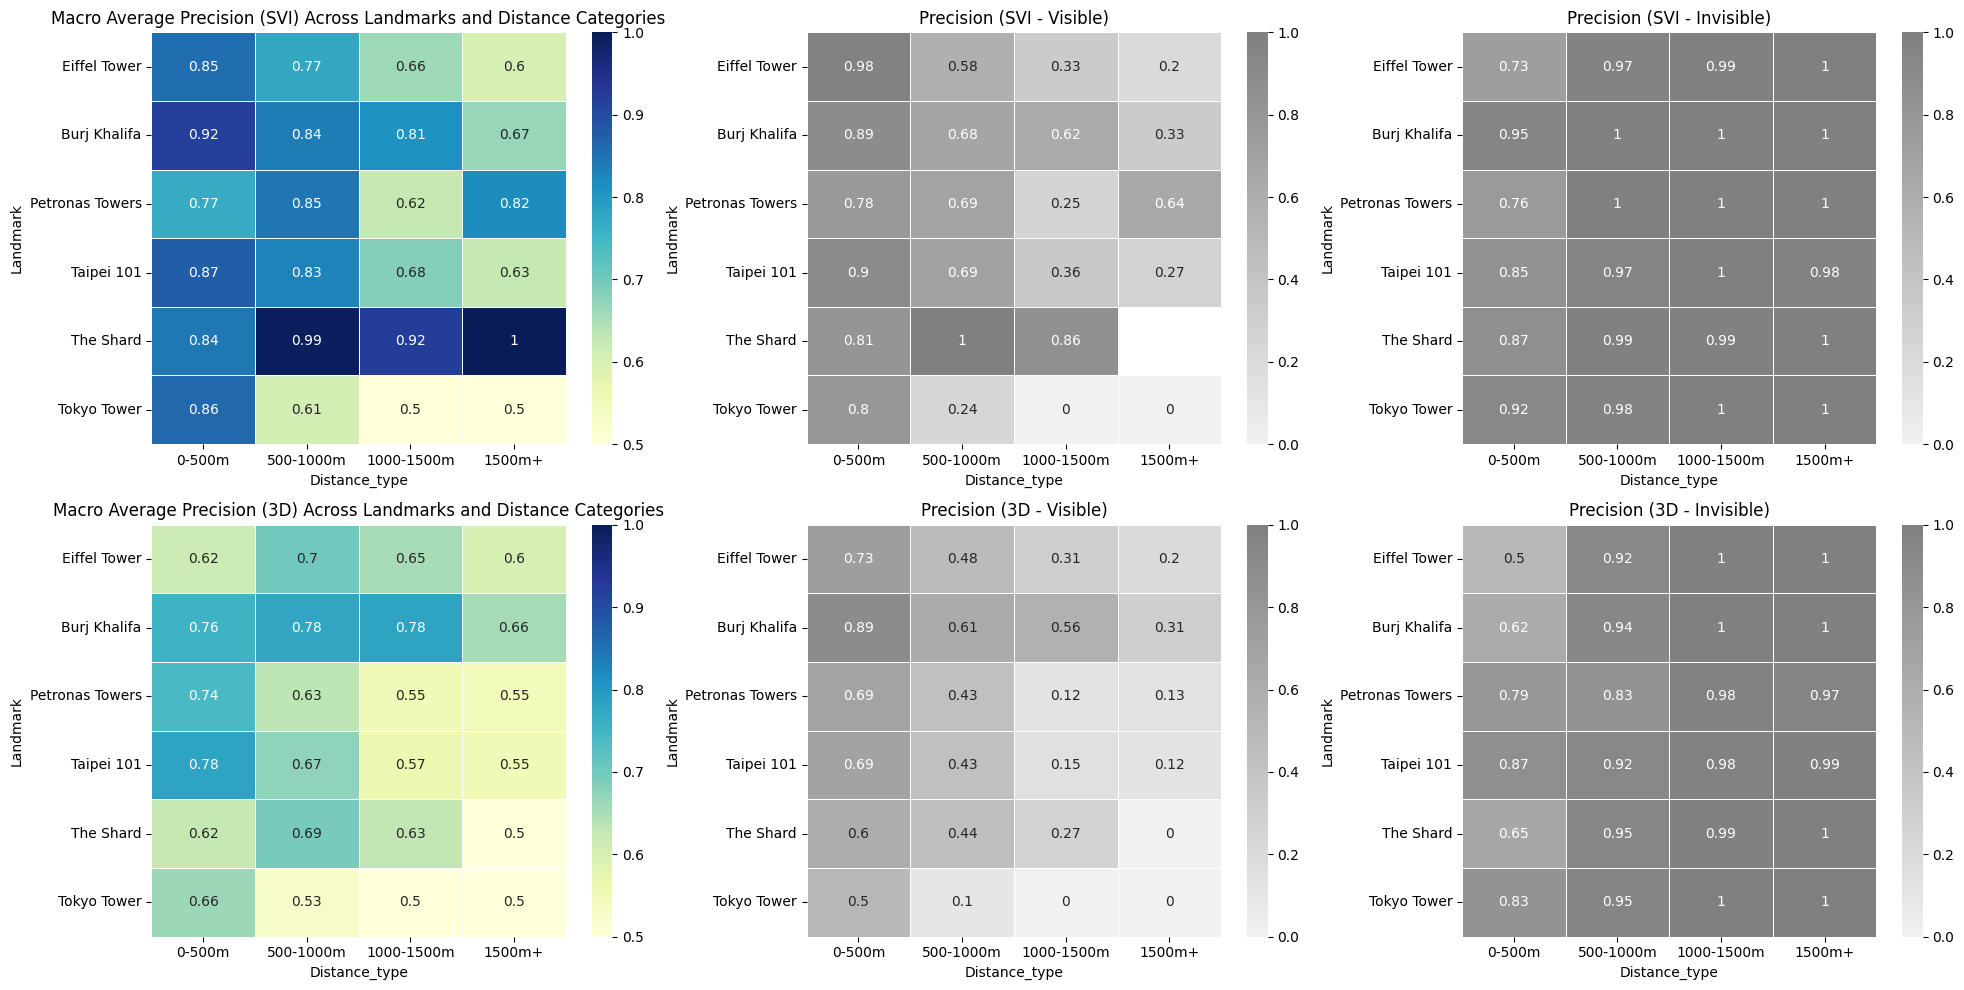 Macro Average Precision (SVI) Across Landmarks and Distance Categories
Landmark
Eiffel Tower 0.85 0.77 0.66 0.6
Burj Khalifa 0.92 0.84 0.81 0.67
Petronas Towers 0.77 0.85 0.62 0.82
Taipei 101 0.87 0.83 0.68 0.63
The Shard 0.84 0.99 0.92 1
Tokyo Tower 0.86 0.61 0.5 0.5
0-500m 500-1000m 1000-1500m 1500m+
Distance_type
1.0
0.9
0.8
0.7
0.6
0.5
Precision (SVI - Visible)
Landmark
Eiffel Tower 0.98 0.58 0.33 0.2
Burj Khalifa 0.89 0.68 0.62 0.33
Petronas Towers 0.78 0.69 0.25 0.64
Taipei 101 0.9 0.69 0.36 0.27
The Shard 0.81 1 0.86
Tokyo Tower 0.8 0.24 0 0
0-500m 500-1000m 1000-1500m 1500m+
Distance_type
1.0
0.8
0.6
0.4
0.2
0.0
Precision (SVI - Invisible)
Landmark
Eiffel Tower 0.73 0.97 0.99 1
Burj Khalifa 0.95 1 1 1
Petronas Towers 0.76 1 1 1
Taipei 101 0.85 0.97 1 0.98
The Shard 0.87 0.99 0.99 1
Tokyo Tower 0.92 0.98 1 1
0-500m 500-1000m 1000-1500m 1500m+
Distance_type
1.0
0.8
0.6
0.4
0.2
0.0
Macro Average Precision (3D) Across Landmarks and Distance Categories
Landmark
Eiffel Tower 0.62 0.7 0.65 0.6
Burj Khalifa 0.76 0.78 0.78 0.66
Petronas Towers 0.74 0.63 0.55 0.55
Taipei 101 0.78 0.67 0.57 0.55
The Shard 0.62 0.69 0.63 0.5
Tokyo Tower 0.66 0.53 0.5 0.5
0-500m 500-1000m 1000-1500m 1500m+
Distance_type
1.0
0.9
0.8
0.7
0.6
0.5
Precision (3D - Visible)
Landmark
Eiffel Tower 0.73 0.48 0.31 0.2
Burj Khalifa 0.89 0.61 0.56 0.31
Petronas Towers 0.69 0.43 0.12 0.13
Taipei 101 0.69 0.43 0.15 0.12
The Shard 0.6 0.44 0.27 0
Tokyo Tower 0.5 0.1 0 0
0-500m 500-1000m 1000-1500m 1500m+
Distance_type
1.0
0.8
0.6
0.4
0.2
0.0
Precision (3D - Invisible)
Landmark
Eiffel Tower 0.5 0.92 1 1
Burj Khalifa 0.62 0.94 1 1
Petronas Towers 0.79 0.83 0.98 0.97
Taipei 101 0.87 0.92 0.98 0.99
The Shard 0.65 0.95 0.99 1
Tokyo Tower 0.83 0.95 1 1
0-500m 500-1000m 1000-1500m 1500m+
Distance_type
1.0
0.8
0.6
0.4
0.2
0.0